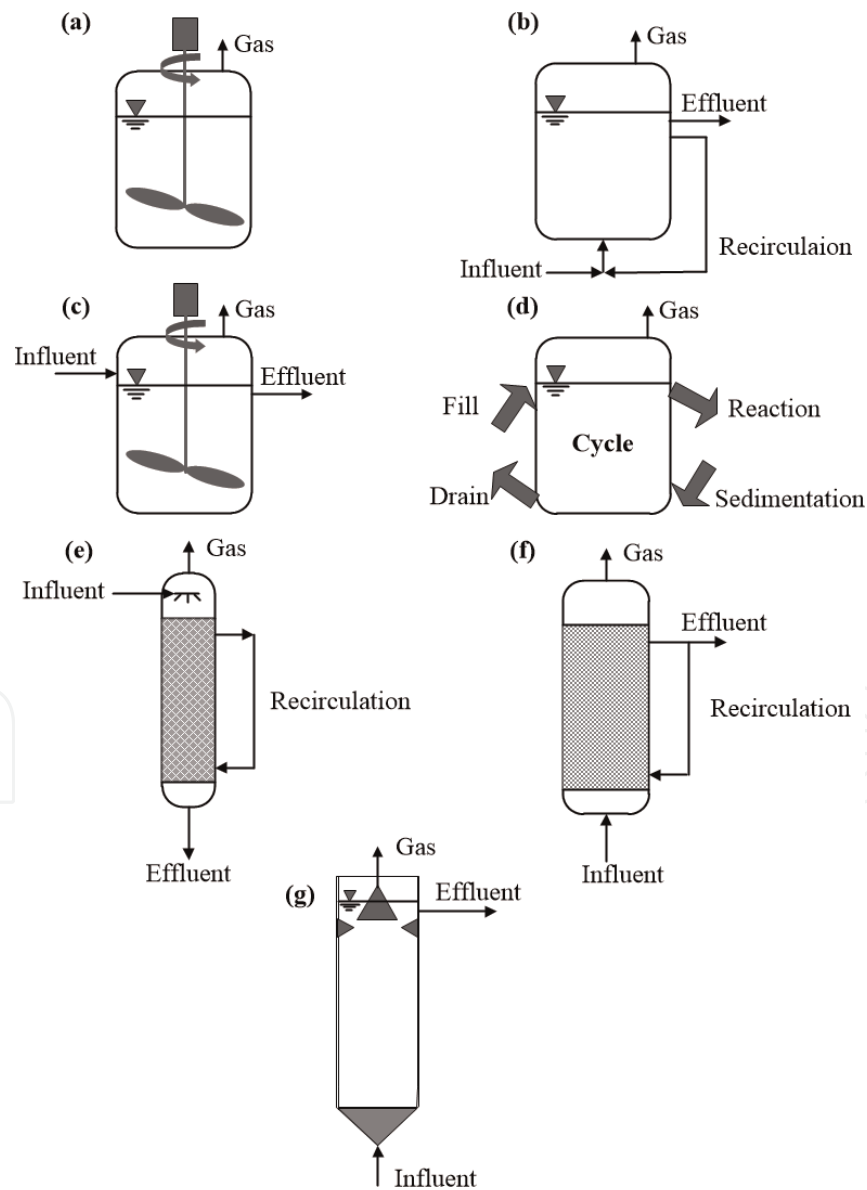 (a)
Gas
(b)
Gas
Effluent
Recirculaion
Influent
(c)
Gas
Influent
Effluent
(d)
Gas
Fill
Reaction
Cycle
Drain
Sedimentation
(e)
Gas
Influent
Recirculation
Effluent
(f)
Gas
Effluent
Recirculation
Influent
(g)
Gas
Effluent
Influent